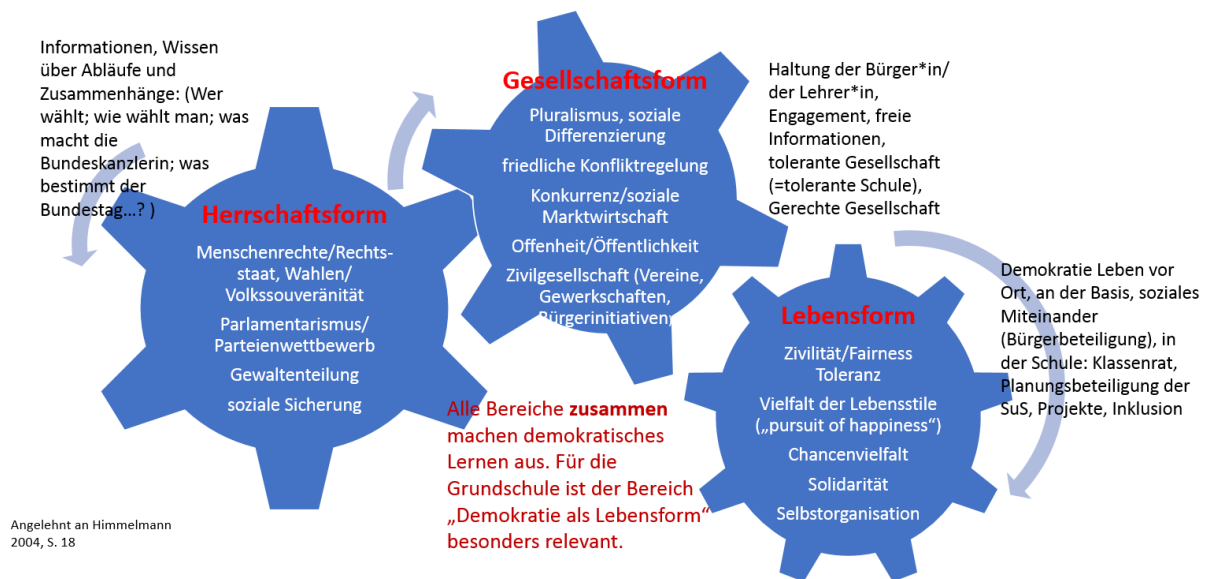 Informationen, Wissen
über Abläufe und
Zusammenhänge: (Wer
wählt; wie wählt man; was
macht die
Bundeskanzlerin; was
bestimmt der
Bundestag...? )
Herrschaftsform
Menschenrechte/Rechts-
staat, Wahlen/
Volkssouveränität
Parlamentarismus/
Parteienwettbewerb
Gewaltenteilung
soziale Sicherung
Gesellschaftsform
Pluralismus, soziale
Differenzierung
friedliche Konfliktregelung
Konkurrenz/soziale
Marktwirtschaft
Offenheit/Öffentlichkeit
Zivilgesellschaft (Vereine,
Gewerkschaften,
Bürgerinitiativen,
Haltung der Bürger*in/
der Lehrer*in,
Engagement, freie
Informationen,
tolerante Gesellschaft
(=tolerante Schule),
Gerechte Gesellschaft
Lebensform
Zivilität/Fairness
Toleranz
Vielfalt der Lebensstile
(„pursuit of happiness“)
Chancenvielfalt
Solidarität
Selbstorganisation
Demokratie Leben vor
Ort, an der Basis, soziales
Miteinander
(Bürgerbeteiligung), in
der Schule: Klassenrat,
Planungsbeteiligung der
SuS, Projekte, Inklusion
Alle Bereiche zusammen
machen demokratisches
Lernen aus. Für die
Grundschule ist der Bereich
„Demokratie als Lebensform“
besonders relevant.
Angelehnt an Himmelmann
2004, S. 18